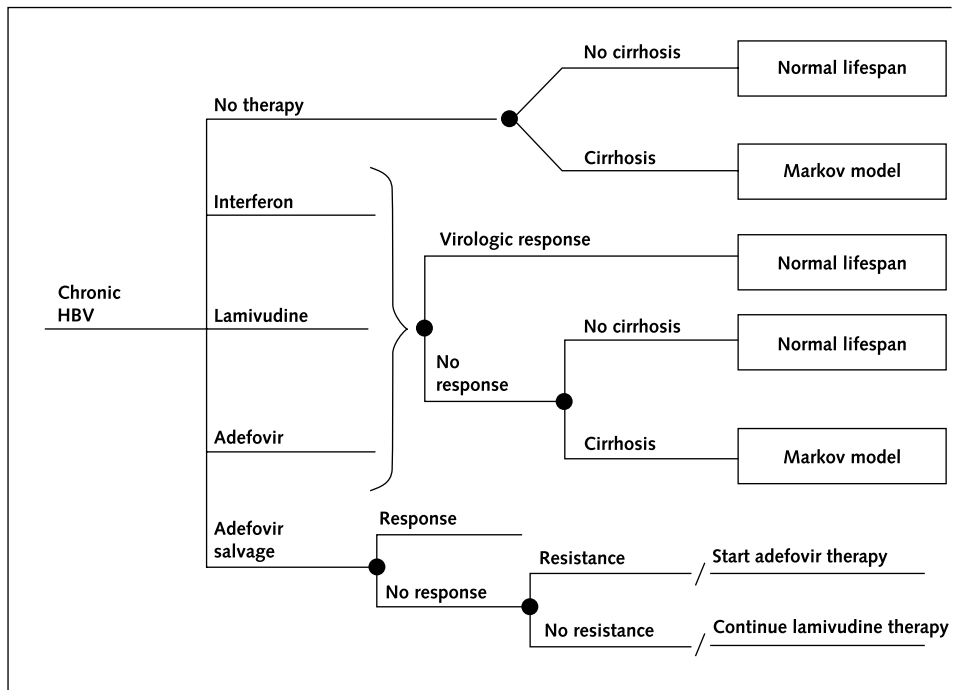 No cirrhosis
Normal lifespan
No therapy
Cirrhosis
Markov model
Interferon
Virologic response
Normal lifespan
Chronic
HBV
Lamivudine
No cirrhosis
Normal lifespan
No
response
Adefovir
Cirrhosis
Markov model
Adefovir
salvage
Response
Resistance
Start adefovir therapy
No response
No resistance
Continue lamivudine therapy